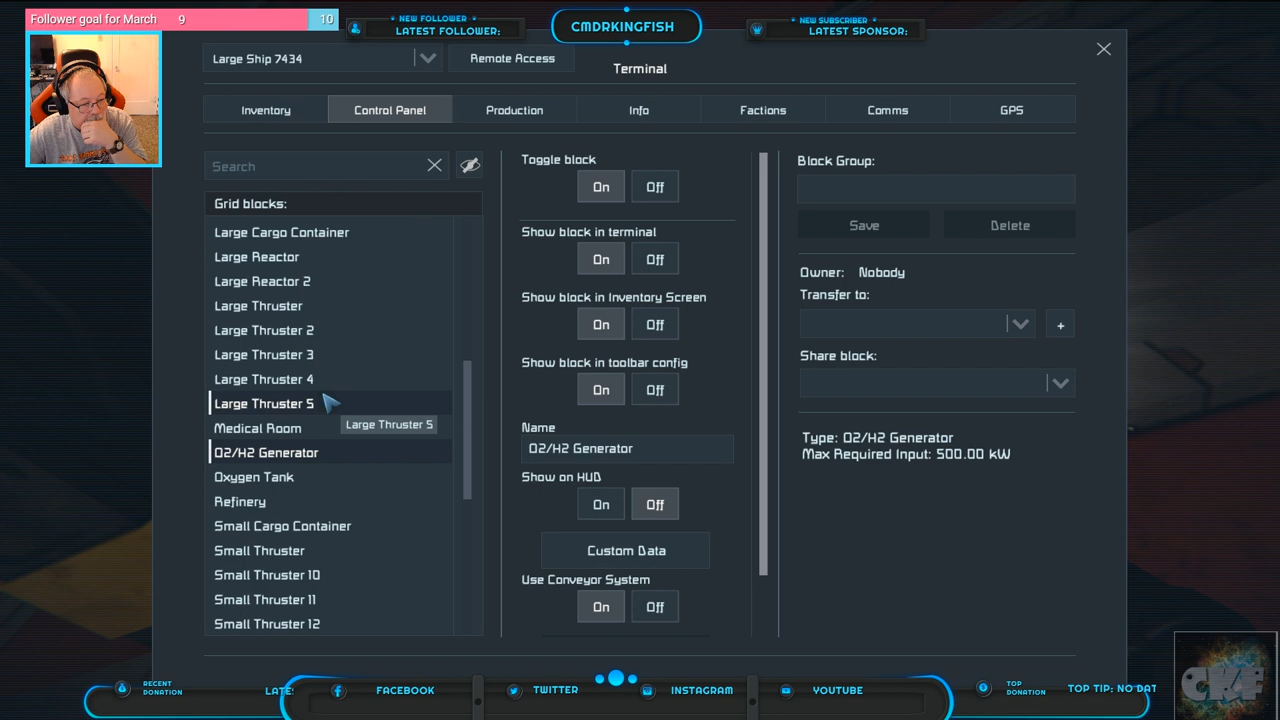 Follower goal for March 9 10
NEW FOLLOWER
LATEST FOLLOWER:
CMDRKINGFISH
NEW SUBSCRIBER
LATEST SPONSOR:
Large Ship 7434
Remote Access
Terminal
Inventory
Control Panel
Production
Info
Factions
Comms
GPS
Search
Grid blocks:
Large Cargo Container
Large Reactor
Large Reactor 2
Large Thruster
Large Thruster 2
Large Thruster 3
Large Thruster 4
Large Thruster 5
Large Thruster 5
Medical Room
O2/H2 Generator
Oxygen Tank
Refinery
Small Cargo Container
Small Thruster
Small Thruster 10
Small Thruster 11
Small Thruster 12
Toggle block
On Off
Show block in terminal
On Off
Show block in Inventory Screen
On Off
Show block in toolbar config
On Off
Name
O2/H2 Generator
Show on HUD
On Off
Custom Data
Use Conveyor System
On Off
Block Group:
Save Delete
Owner: Nobody
Transfer to:
+
Share block:
Type: O2/H2 Generator
Max Required Input: 500.00 kW
RECENT
DONATION
LATES
FACEBOOK
TWITTER
INSTAGRAM
YOUTUBE
TOP
DONATION
TOP TIP: NO DAT
CKF